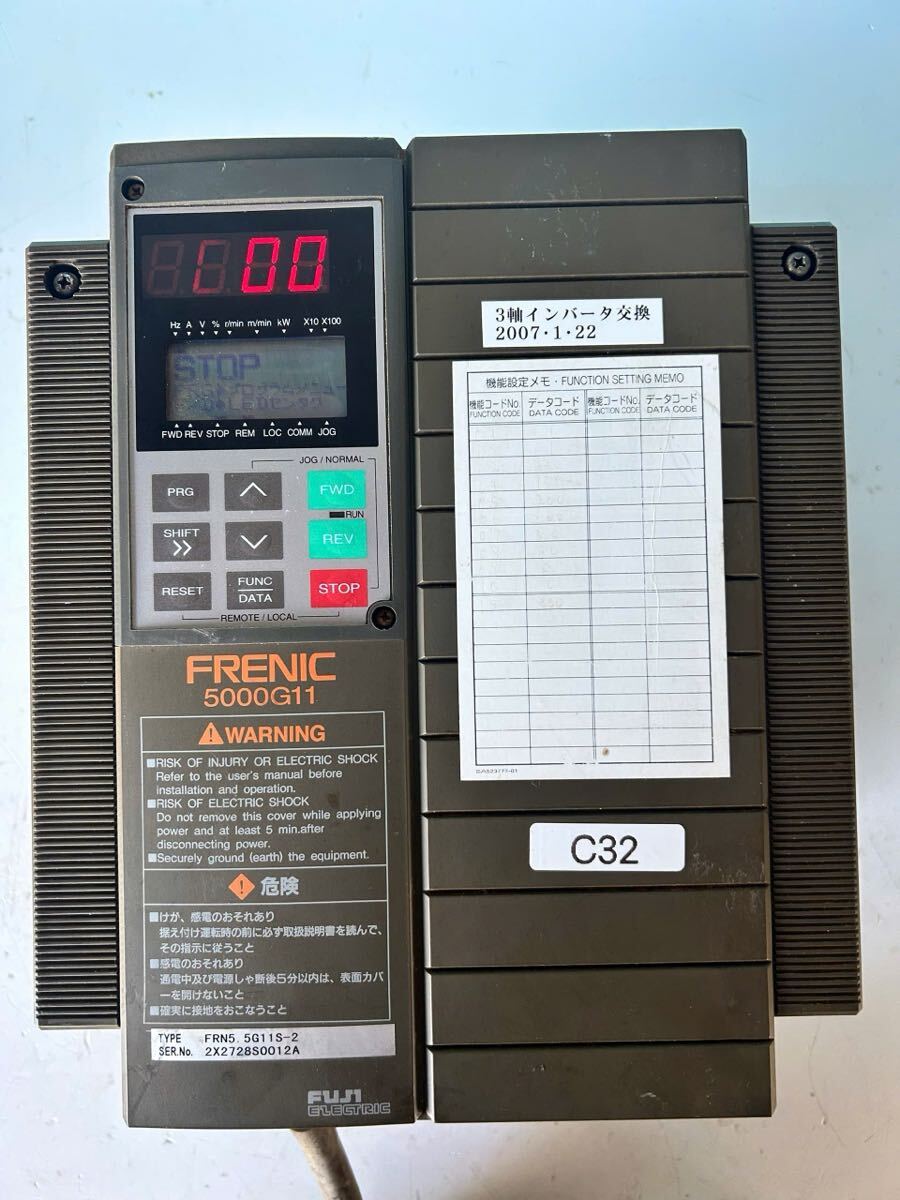 00
Hz A V % r/min m/min kW X10 X100
STOP
FWD REV STOP REM LOC COMM JOG
JOG / NORMAL
PRG
FWD
RUN
SHIFT
REV
RESET
FUNC
DATA
STOP
REMOTE / LOCAL
FRENIC
5000G11
WARNING
■RISK OF INJURY OR ELECTRIC SHOCK
Refer to the user's manual before
installation and operation.
■RISK OF ELECTRIC SHOCK
Do not remove this cover while applying
power and at least 5 min.after
disconnecting power.
■Securely ground (earth) the equipment.
危険
■けが、感電のおそれあり
据え付け運転時の前に必ず取扱説明書を読んで、
その指示に従うこと
■感電のおそれあり
通電中及び電源しゃ断後5分以内は、表面カバ
ーを開けないこと
■確実に接地をおこなうこと
TYPE FRN5.5G11S-2
SER.No. 2X2728S0012A
FUJI
ELECTRIC
3軸インバータ交換
2007・1・22
機能設定メモ・FUNCTION SETTING MEMO
機能コードNo. データコード 機能コードNo. データコード
FUNCTION CODE DATA CODE FUNCTION CODE DATA CODE
C32